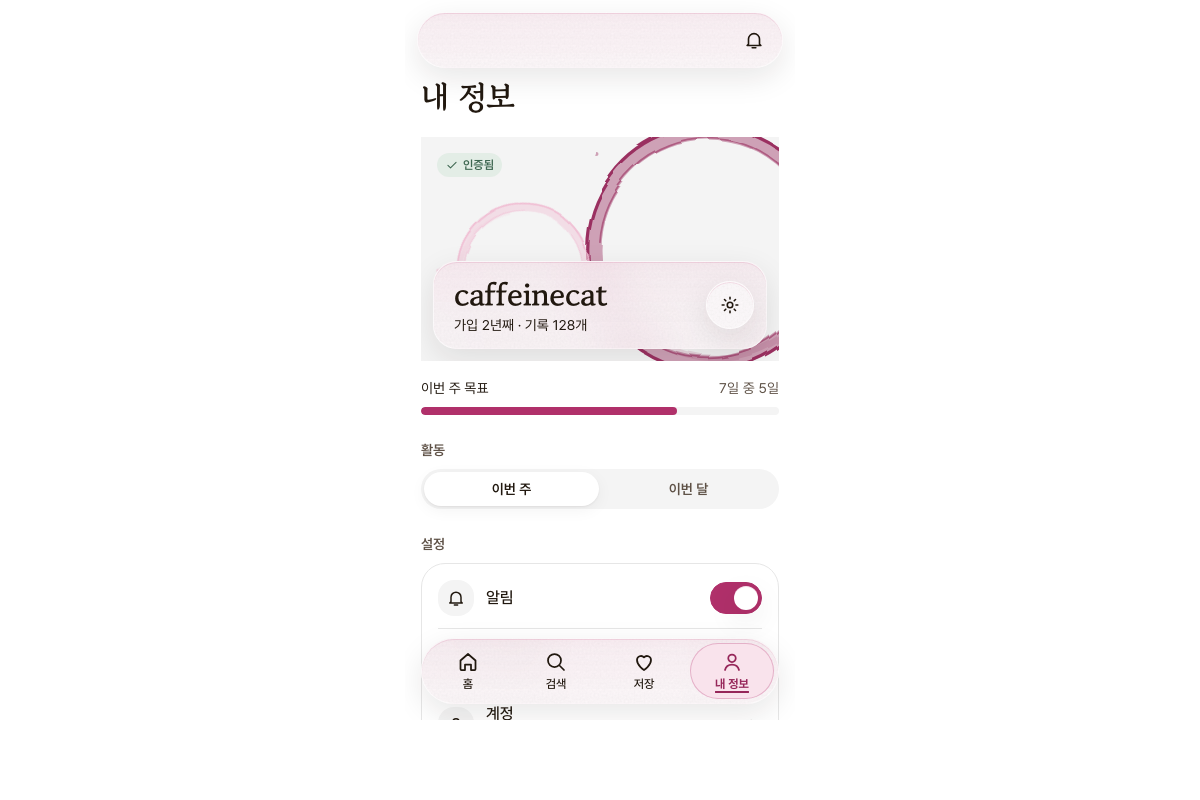 내 정보
인증됨
caffeinecat
가입 2년째 · 기록 128개
이번 주 목표
7일 중 5일
활동
이번 주
이번 달
설정
알림
홈
검색
저장
내 정보
계정